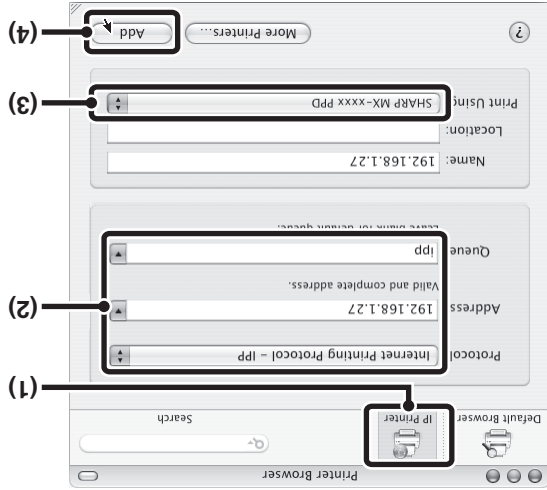 Printer Browser
Default Browser
IP Printer
Search
(1)
Protocol
Internet Printing Protocol – IPP
Address
192.168.1.27
Valid and complete address.
(2)
Queue
ipp
Leave blank for default queue.
Name: 192.168.1.27
Location:
Print Using
SHARP MX-xxxx PPD
(3)
?
More Printers...
Add
(4)